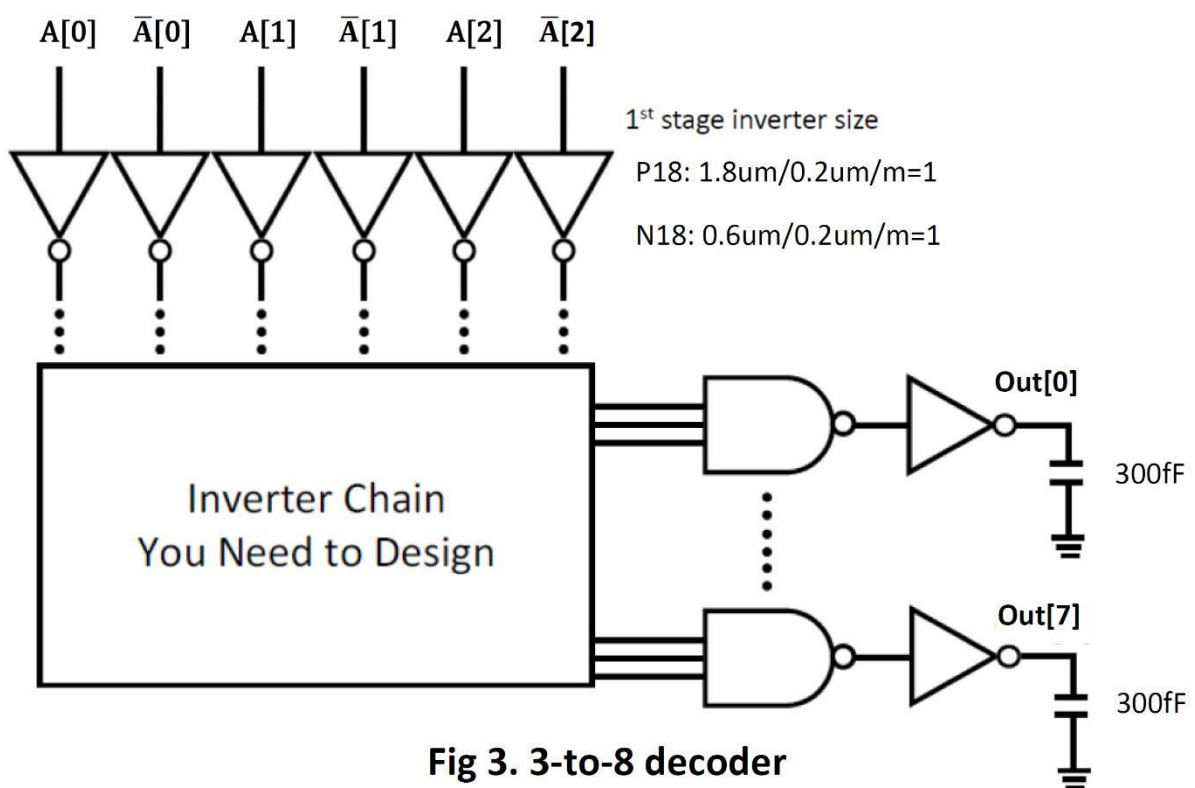 A[0] A̅[0] A[1] A̅[1] A[2] A̅[2]
1st stage inverter size
P18: 1.8um/0.2um/m=1
N18: 0.6um/0.2um/m=1
Out[0]
300fF
Inverter Chain
You Need to Design
Out[7]
300fF
Fig 3. 3-to-8 decoder